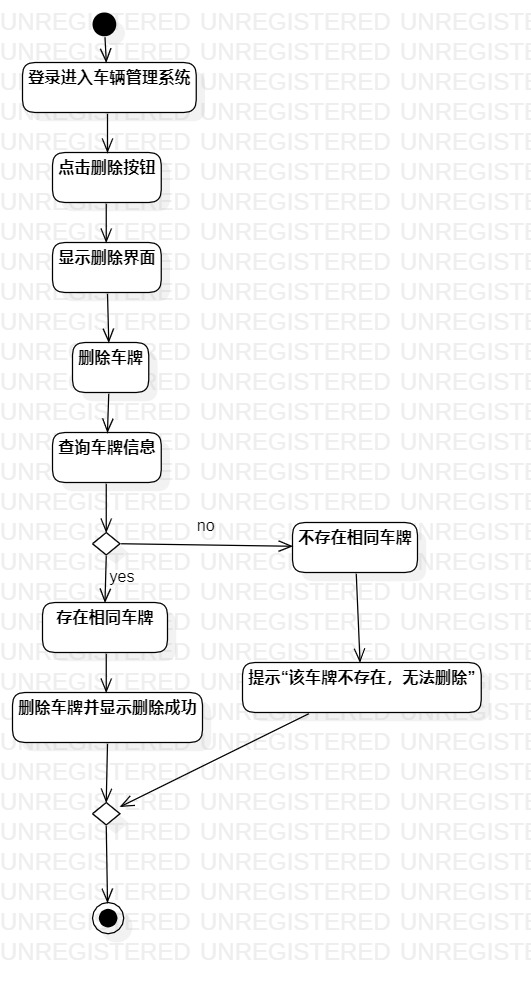 登录进入车辆管理系统
点击删除按钮
显示删除界面
删除车牌
查询车牌信息
no
不存在相同车牌
yes
存在相同车牌
提示“该车牌不存在，无法删除”
删除车牌并显示删除成功
UNREGISTERED UNREGISTERED UNREGISTERED